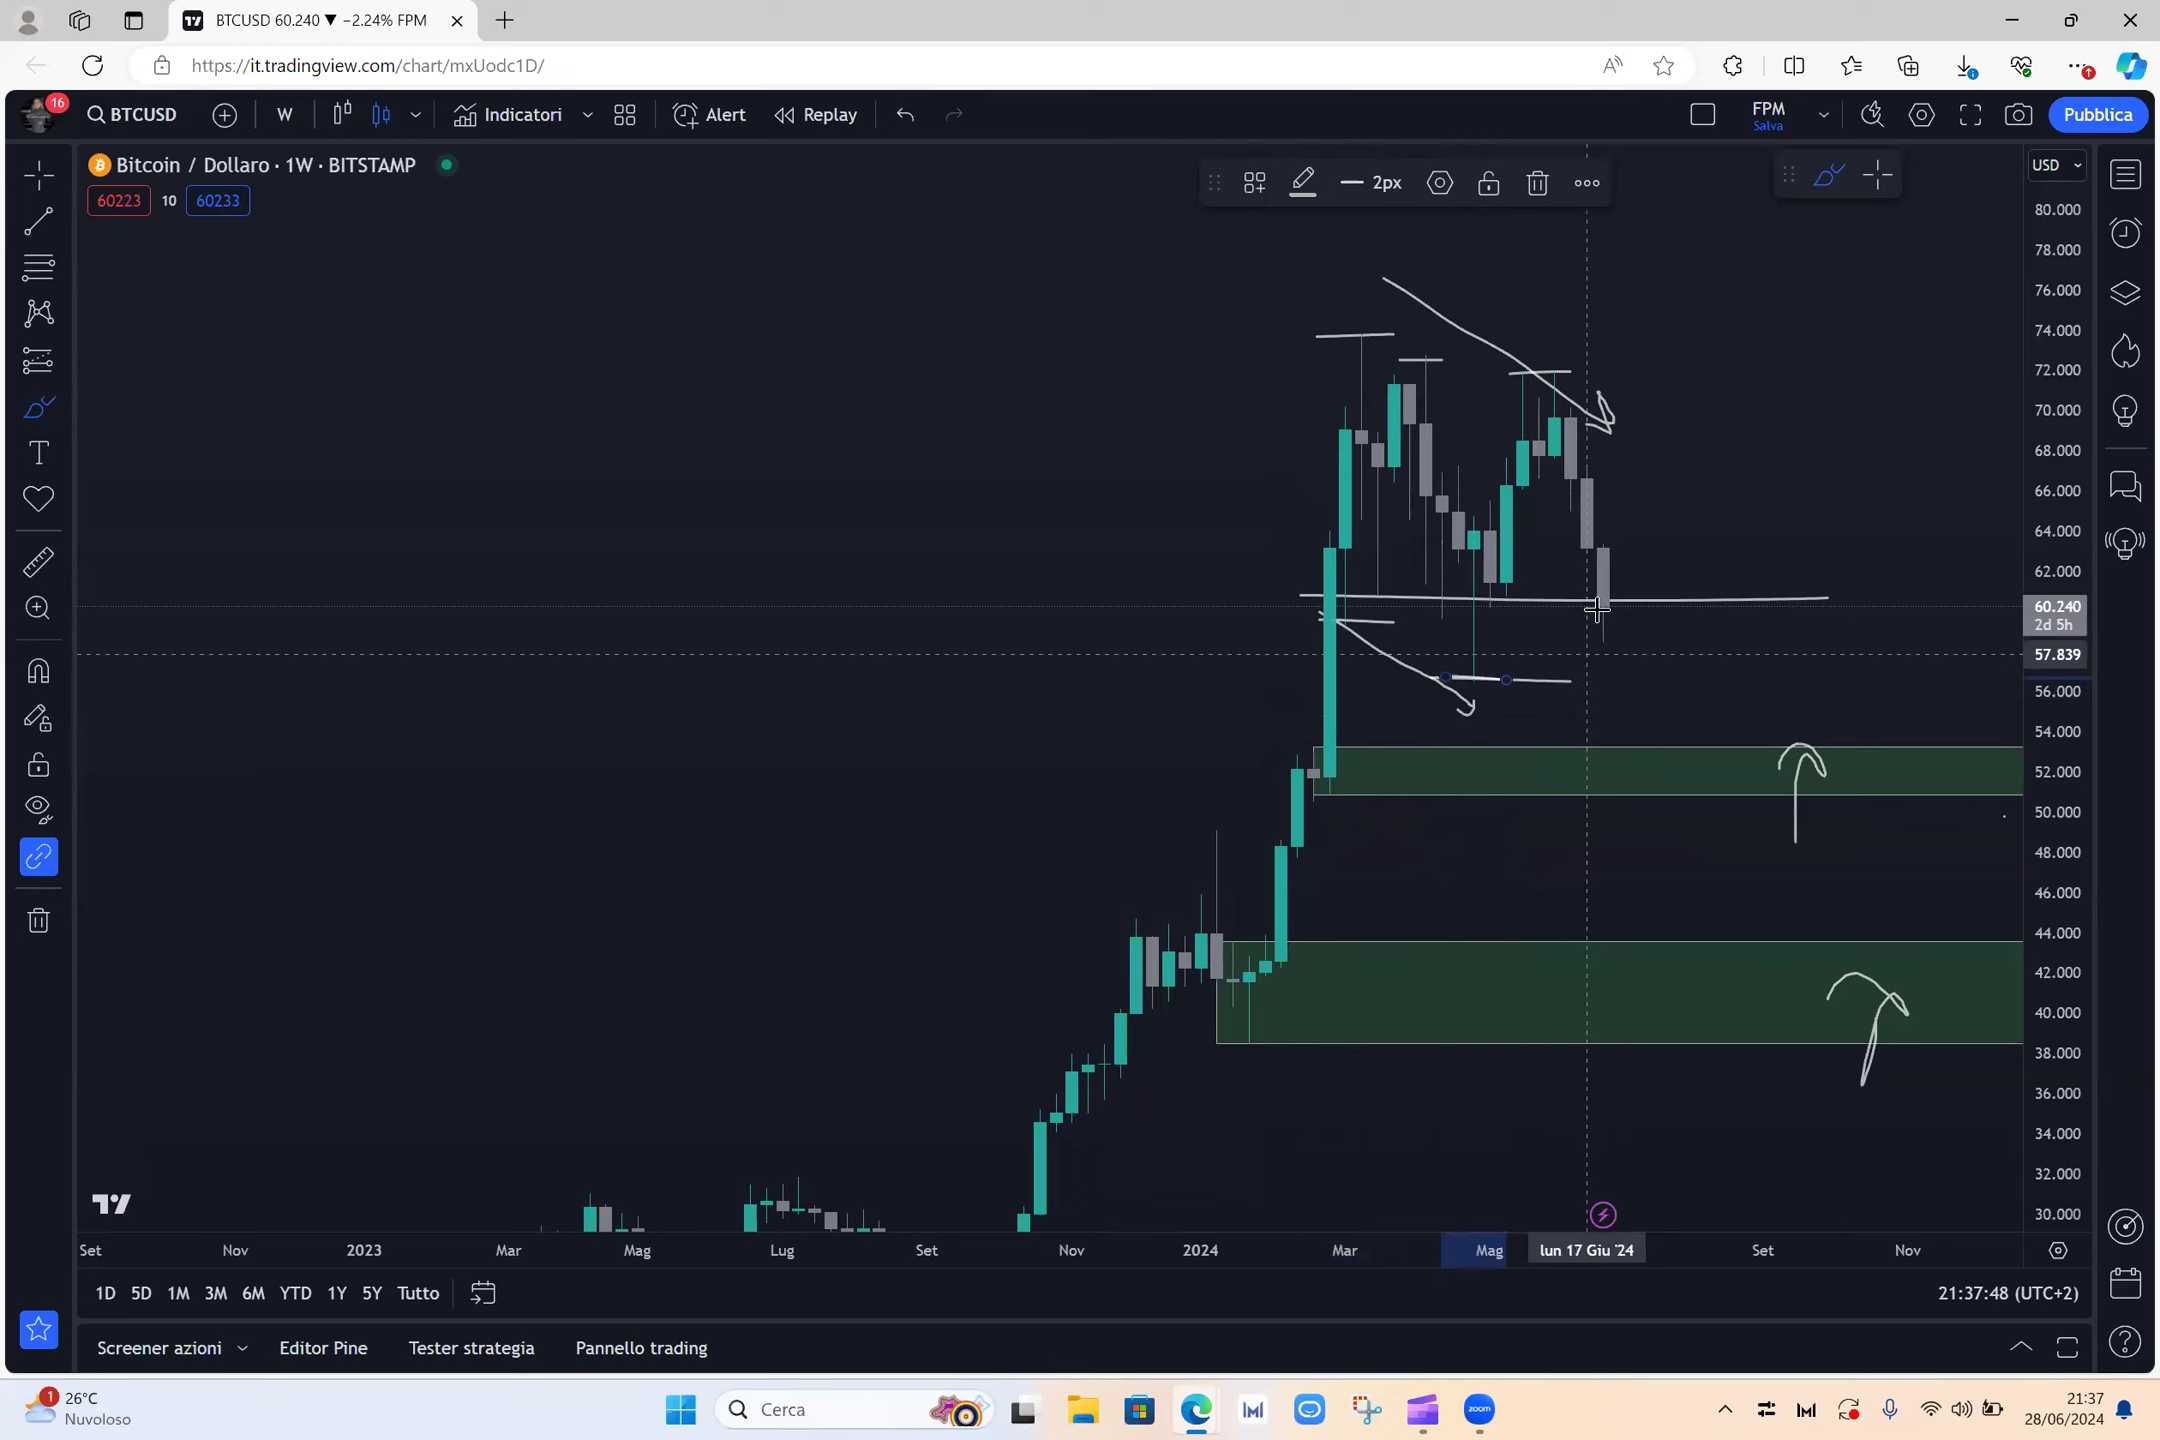 BTCUSD 60.240 ▼ −2.24% FPM
https://it.tradingview.com/chart/mxUodc1D/
16
BTCUSD
W
Indicatori
Alert
Replay
FPM
Salva
Pubblica
Bitcoin / Dollaro · 1W · BITSTAMP
60223
10
60233
2px
USD
80.000
78.000
76.000
74.000
72.000
70.000
68.000
66.000
64.000
62.000
60.240
2d 5h
57.839
56.000
54.000
52.000
50.000
48.000
46.000
44.000
42.000
40.000
38.000
36.000
34.000
32.000
30.000
Set
Nov
2023
Mar
Mag
Lug
Set
Nov
2024
Mar
Mag
lun 17 Giu '24
Set
Nov
1D
5D
1M
3M
6M
YTD
1Y
5Y
Tutto
21:37:48 (UTC+2)
Screener azioni
Editor Pine
Tester strategia
Pannello trading
1
26°C
Nuvoloso
Cerca
zoom
21:37
28/06/2024